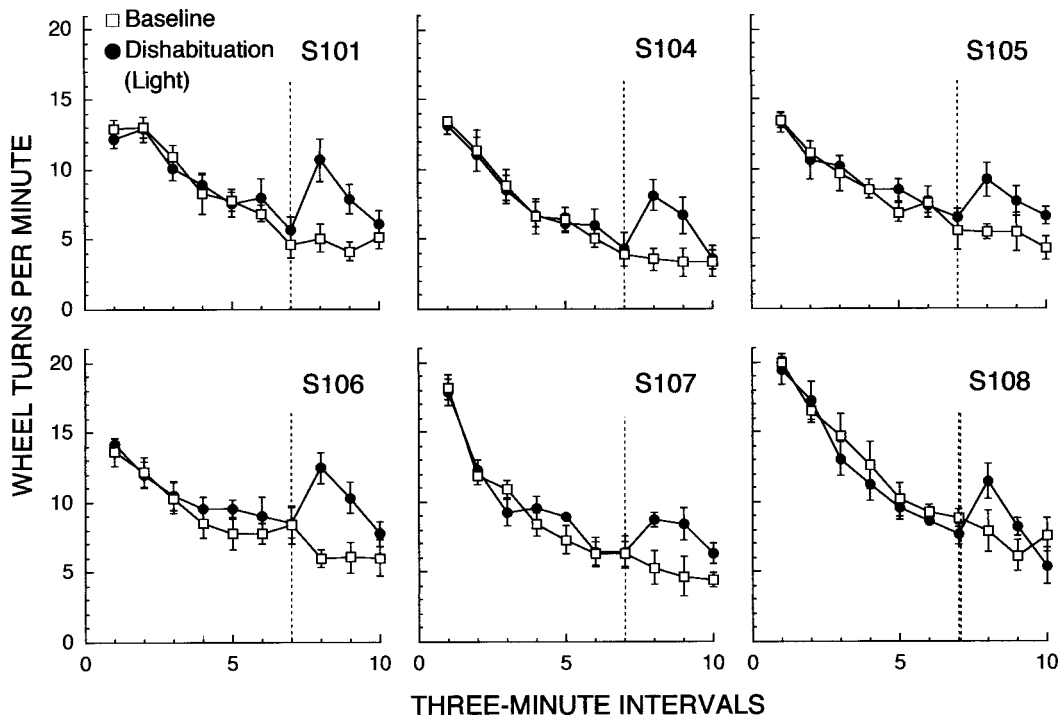 WHEEL TURNS PER MINUTE
□ Baseline
● Dishabituation
(Light)
S101
S104
S105
20
15
10
5
0
S106
S107
S108
20
15
10
5
0
0 5 10
0 5 10
0 5 10
THREE-MINUTE INTERVALS